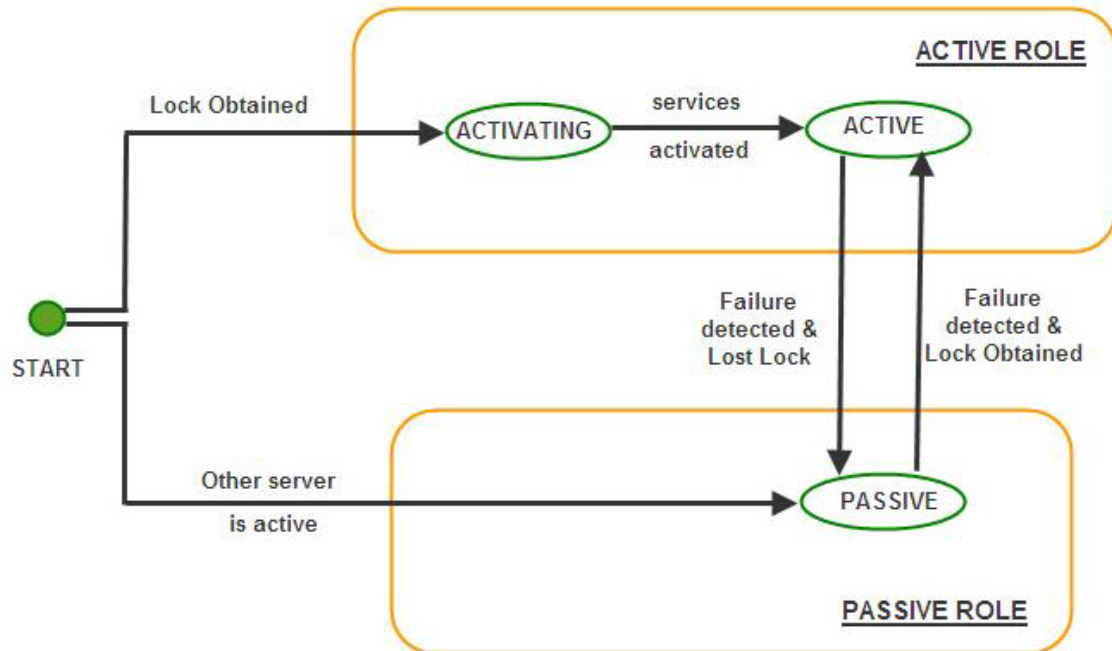 ACTIVE ROLE
Lock Obtained
services
activated
ACTIVATING
ACTIVE
START
Failure
detected &
Lost Lock
Failure
detected &
Lock Obtained
Other server
is active
PASSIVE
PASSIVE ROLE